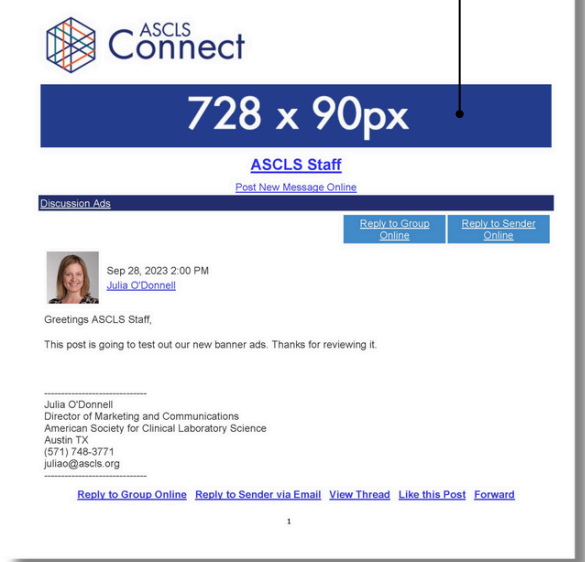 ASCLS
Connect
728 x 90px
ASCLS Staff
Post New Message Online
Discussion Ads
Reply to Group
Online
Reply to Sender
Online
Sep 28, 2023 2:00 PM
Julia O'Donnell
Greetings ASCLS Staff,
This post is going to test out our new banner ads. Thanks for reviewing it.
------------------------------
Julia O'Donnell
Director of Marketing and Communications
American Society for Clinical Laboratory Science
Austin TX
(571) 748-3771
juliao@ascls.org
------------------------------
Reply to Group Online Reply to Sender via Email View Thread Like this Post Forward
1